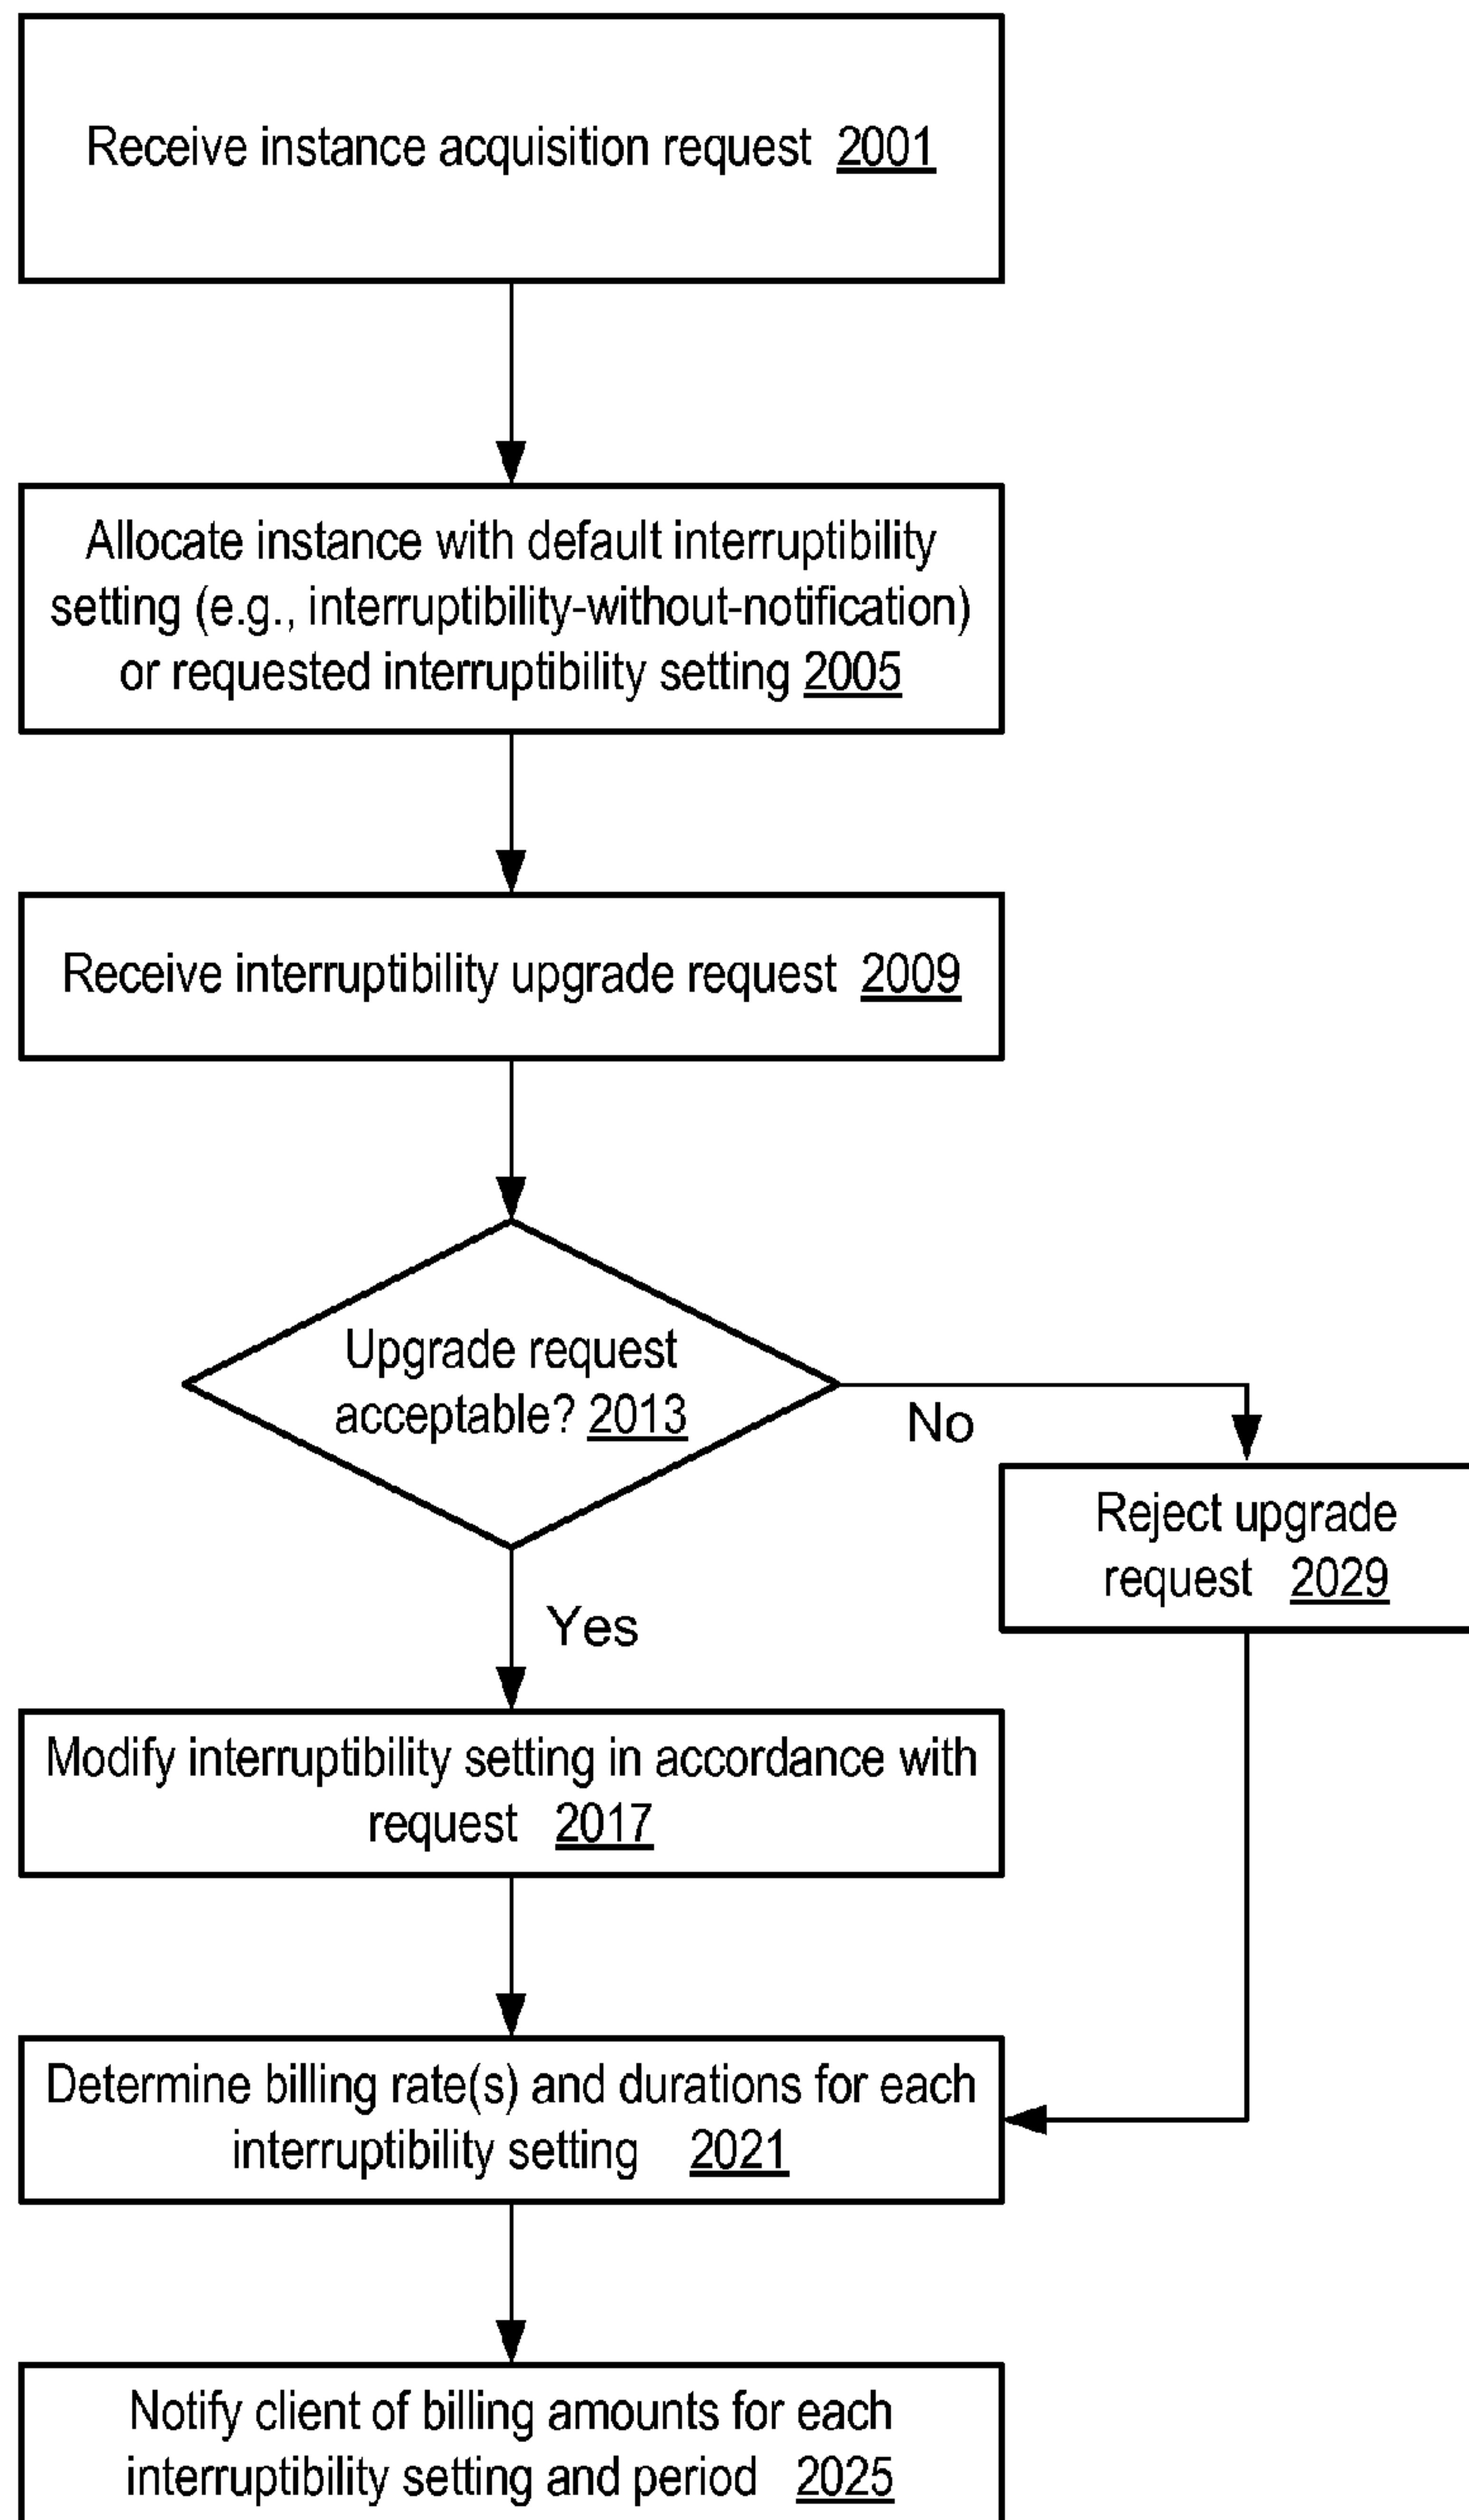 Receive instance acquisition request 2001
Allocate instance with default interruptibility
setting (e.g., interruptibility-without-notification)
or requested interruptibility setting 2005
Receive interruptibility upgrade request 2009
Upgrade request
acceptable? 2013
No
Reject upgrade
request 2029
Yes
Modify interruptibility setting in accordance with
request 2017
Determine billing rate(s) and durations for each
interruptibility setting 2021
Notify client of billing amounts for each
interruptibility setting and period 2025